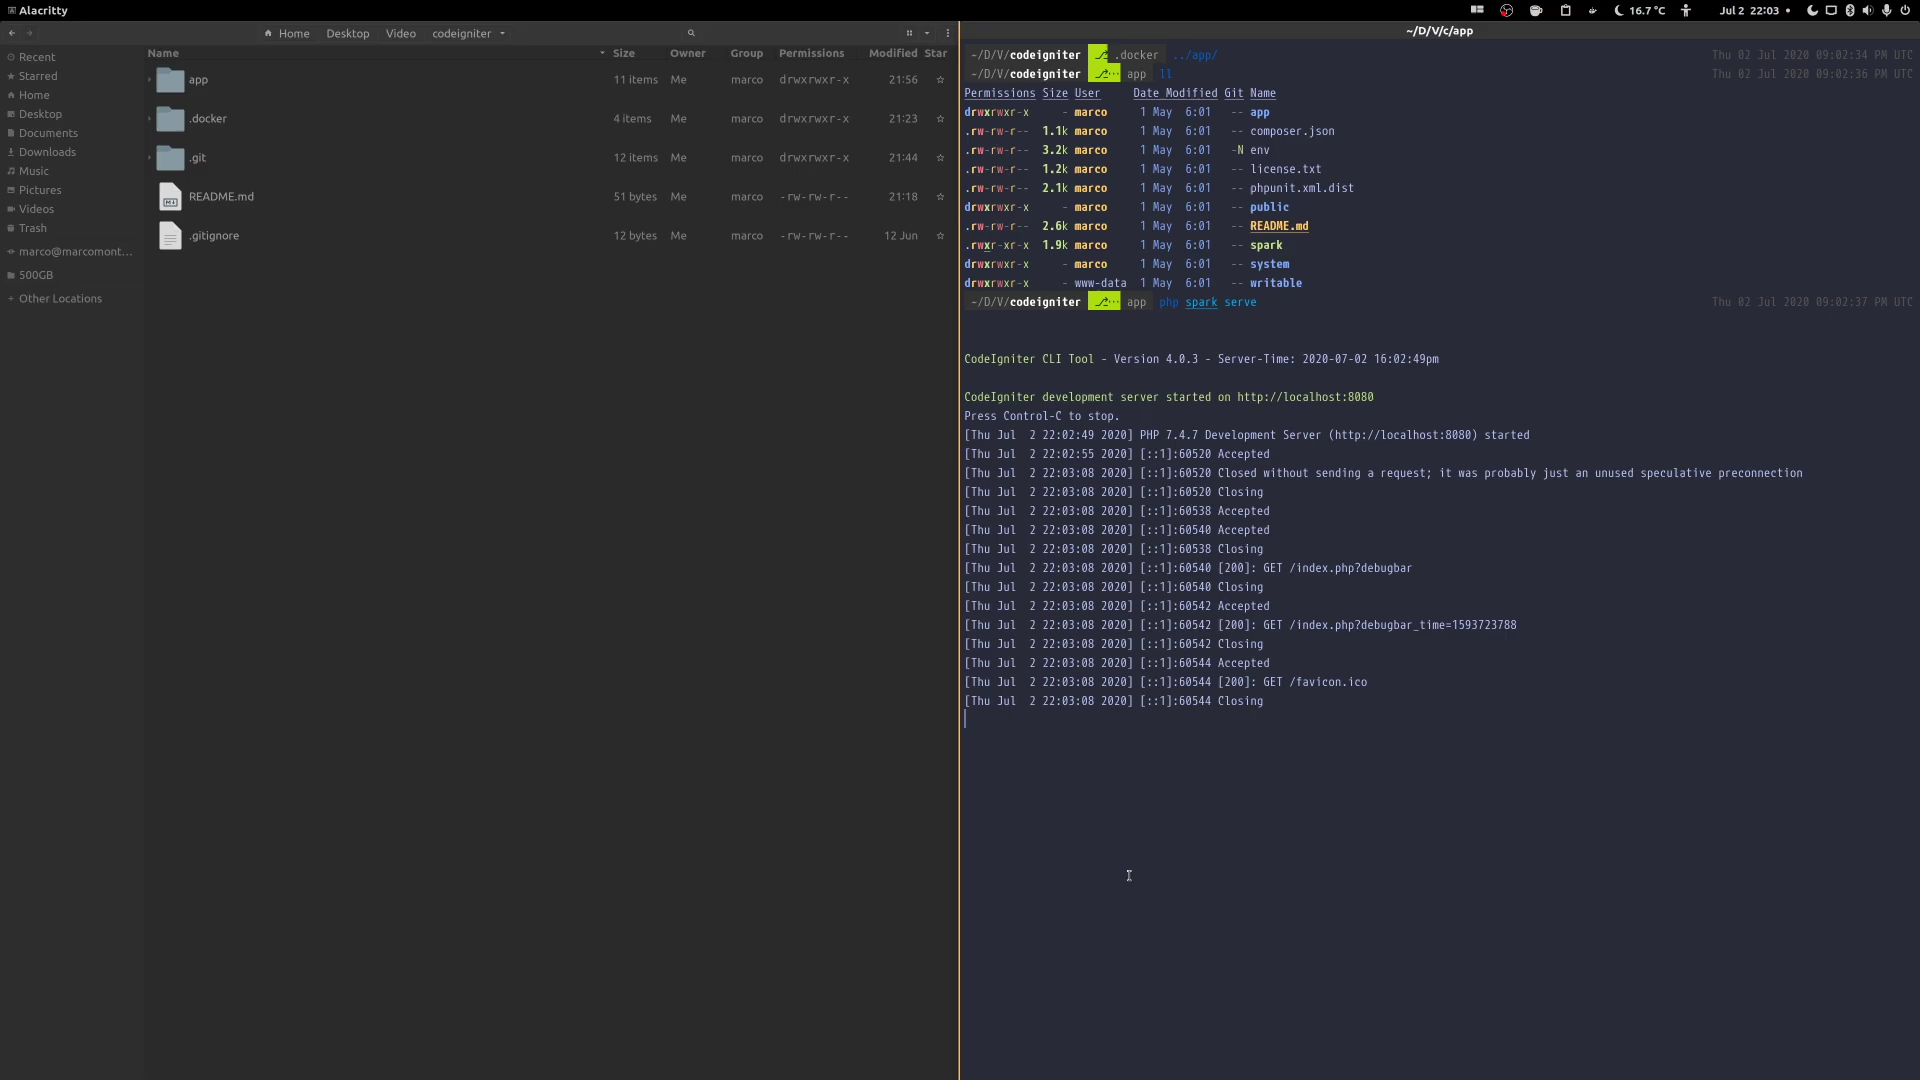 Alacritty
16.7 °C
Jul 2 22:03
Home Desktop Video codeigniter
Name Size Owner Group Permissions Modified Star
Recent
Starred
Home
Desktop
Documents
Downloads
Music
Pictures
Videos
Trash
marco@marcomont...
500GB
+ Other Locations
app 11 items Me marco drwxrwxr-x 21:56
.docker 4 items Me marco drwxrwxr-x 21:23
.git 12 items Me marco drwxrwxr-x 21:44
README.md 51 bytes Me marco -rw-rw-r-- 21:18
.gitignore 12 bytes Me marco -rw-rw-r-- 12 Jun
~/D/V/c/app
~/D/V/codeigniter .docker ../app/ Thu 02 Jul 2020 09:02:34 PM UTC
~/D/V/codeigniter app ll Thu 02 Jul 2020 09:02:36 PM UTC
Permissions Size User Date Modified Git Name
drwxrwxr-x - marco 1 May 6:01 -- app
.rw-rw-r-- 1.1k marco 1 May 6:01 -- composer.json
.rw-rw-r-- 3.2k marco 1 May 6:01 -N env
.rw-rw-r-- 1.2k marco 1 May 6:01 -- license.txt
.rw-rw-r-- 2.1k marco 1 May 6:01 -- phpunit.xml.dist
drwxrwxr-x - marco 1 May 6:01 -- public
.rw-rw-r-- 2.6k marco 1 May 6:01 -- README.md
.rwxr-xr-x 1.9k marco 1 May 6:01 -- spark
drwxrwxr-x - marco 1 May 6:01 -- system
drwxrwxr-x - www-data 1 May 6:01 -- writable
~/D/V/codeigniter app php spark serve Thu 02 Jul 2020 09:02:37 PM UTC
CodeIgniter CLI Tool - Version 4.0.3 - Server-Time: 2020-07-02 16:02:49pm
CodeIgniter development server started on http://localhost:8080
Press Control-C to stop.
[Thu Jul  2 22:02:49 2020] PHP 7.4.7 Development Server (http://localhost:8080) started
[Thu Jul  2 22:02:55 2020] [::1]:60520 Accepted
[Thu Jul  2 22:03:08 2020] [::1]:60520 Closed without sending a request; it was probably just an unused speculative preconnection
[Thu Jul  2 22:03:08 2020] [::1]:60520 Closing
[Thu Jul  2 22:03:08 2020] [::1]:60538 Accepted
[Thu Jul  2 22:03:08 2020] [::1]:60540 Accepted
[Thu Jul  2 22:03:08 2020] [::1]:60538 Closing
[Thu Jul  2 22:03:08 2020] [::1]:60540 [200]: GET /index.php?debugbar
[Thu Jul  2 22:03:08 2020] [::1]:60540 Closing
[Thu Jul  2 22:03:08 2020] [::1]:60542 Accepted
[Thu Jul  2 22:03:08 2020] [::1]:60542 [200]: GET /index.php?debugbar_time=1593723788
[Thu Jul  2 22:03:08 2020] [::1]:60542 Closing
[Thu Jul  2 22:03:08 2020] [::1]:60544 Accepted
[Thu Jul  2 22:03:08 2020] [::1]:60544 [200]: GET /favicon.ico
[Thu Jul  2 22:03:08 2020] [::1]:60544 Closing